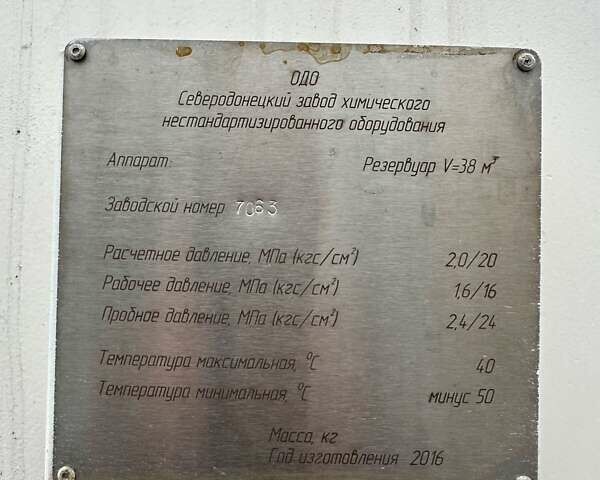 ОДО
Северодонецкий завод химического
нестандартизированного оборудования
Аппарат: Резервуар V=38 м³
Заводской номер 7063
Расчетное давление, МПа (кгс/см²) 2,0/20
Рабочее давление, МПа (кгс/см²) 1,6/16
Пробное давление, МПа (кгс/см²) 2,4/24
Температура максимальная, °С 40
Температура минимальная, °С минус 50
Масса, кг
Год изготовления 2016